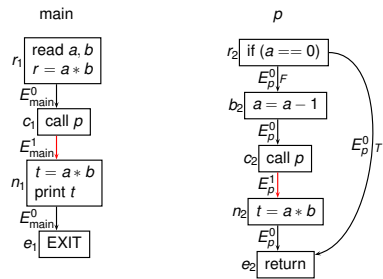 main
r1
read a, b
r = a * b
E⁰main
c1
call p
E¹main
n1
t = a * b
print t
E⁰main
e1
EXIT
p
r2
if (a == 0)
E⁰p F
b2
a = a − 1
E⁰p
c2
call p
E¹p
n2
t = a * b
E⁰p
e2
return
E⁰p T